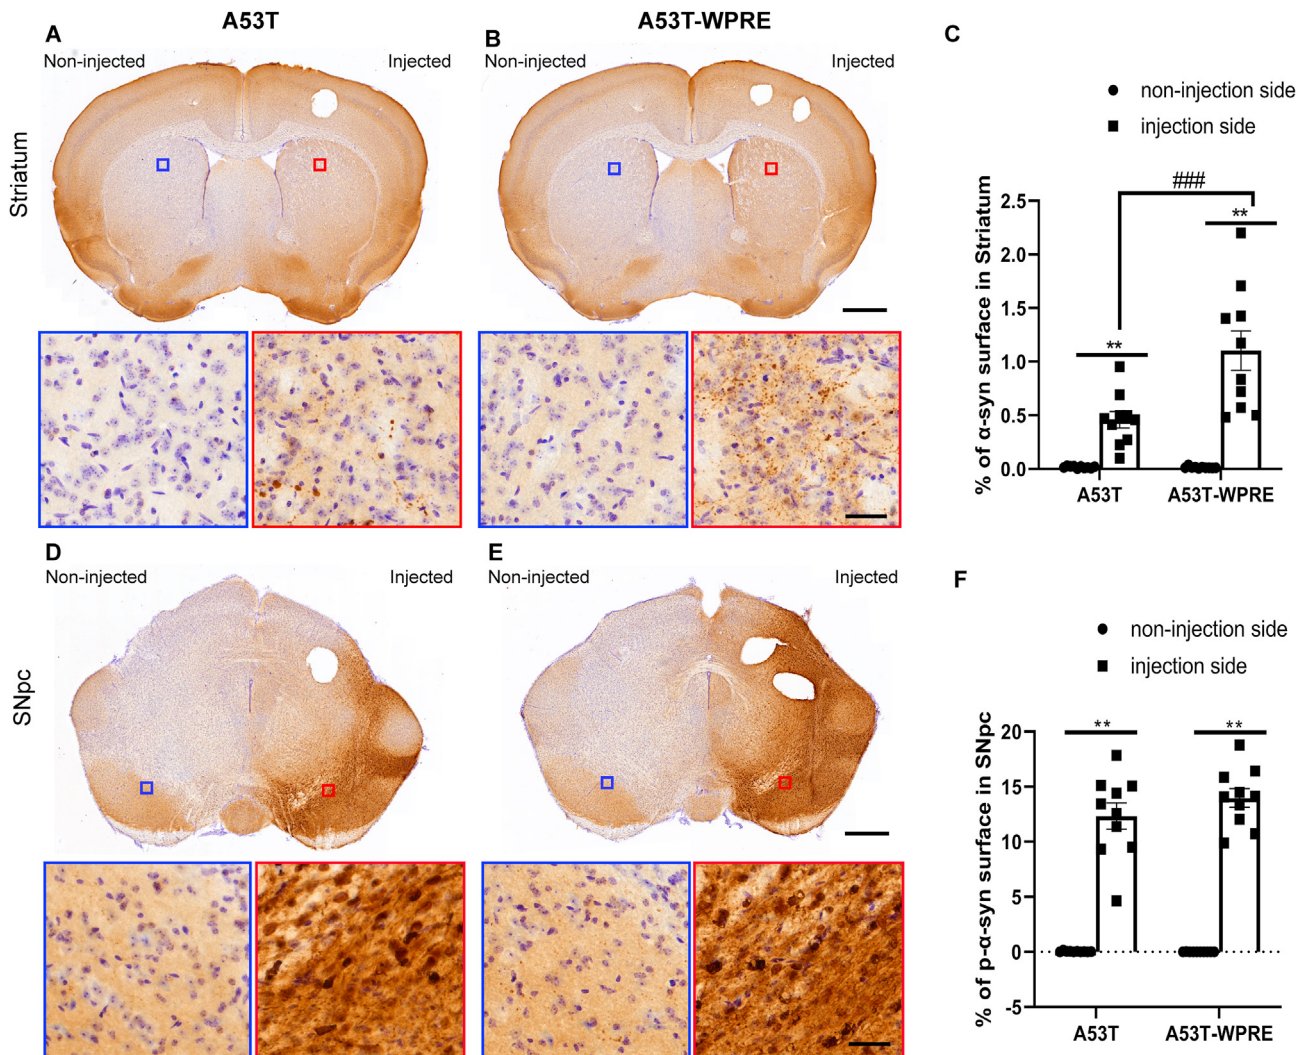 A53T
A53T-WPRE
A
Non-injected
Injected
B
Non-injected
Injected
Striatum
C
non-injection side
injection side
###
**
**
% of α-syn surface in Striatum
2.5
2.0
1.5
1.0
0.5
0.0
A53T
A53T-WPRE
D
Non-injected
Injected
E
Non-injected
Injected
SNpc
F
non-injection side
injection side
**
**
% of p-α-syn surface in SNpc
20
15
10
5
0
-5
A53T
A53T-WPRE